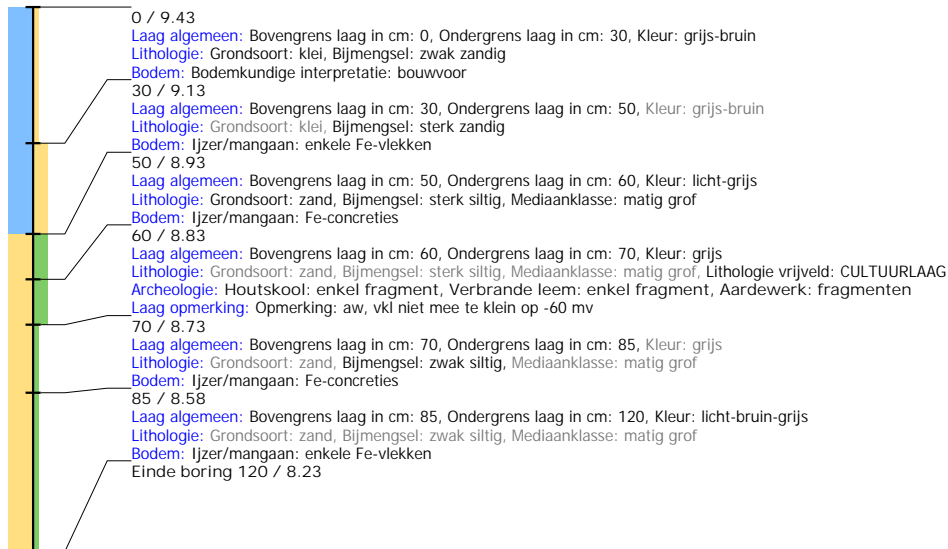 0 / 9.43
Laag algemeen: Bovengrens laag in cm: 0, Ondergrens laag in cm: 30, Kleur: grijs-bruin
Lithologie: Grondsoort: klei, Bijmengsel: zwak zandig
Bodem: Bodemkundige interpretatie: bouwvoor
30 / 9.13
Laag algemeen: Bovengrens laag in cm: 30, Ondergrens laag in cm: 50, Kleur: grijs-bruin
Lithologie: Grondsoort: klei, Bijmengsel: sterk zandig
Bodem: Ijzer/mangaan: enkele Fe-vlekken
50 / 8.93
Laag algemeen: Bovengrens laag in cm: 50, Ondergrens laag in cm: 60, Kleur: licht-grijs
Lithologie: Grondsoort: zand, Bijmengsel: sterk siltig, Mediaanklasse: matig grof
Bodem: Ijzer/mangaan: Fe-concreties
60 / 8.83
Laag algemeen: Bovengrens laag in cm: 60, Ondergrens laag in cm: 70, Kleur: grijs
Lithologie: Grondsoort: zand, Bijmengsel: sterk siltig, Mediaanklasse: matig grof, Lithologie vrijveld: CULTUURLAAG
Archeologie: Houtskool: enkel fragment, Verbrande leem: enkel fragment, Aardewerk: fragmenten
Laag opmerking: Opmerking: aw, vkl niet mee te klein op -60 mv
70 / 8.73
Laag algemeen: Bovengrens laag in cm: 70, Ondergrens laag in cm: 85, Kleur: grijs
Lithologie: Grondsoort: zand, Bijmengsel: zwak siltig, Mediaanklasse: matig grof
Bodem: Ijzer/mangaan: Fe-concreties
85 / 8.58
Laag algemeen: Bovengrens laag in cm: 85, Ondergrens laag in cm: 120, Kleur: licht-bruin-grijs
Lithologie: Grondsoort: zand, Bijmengsel: zwak siltig, Mediaanklasse: matig grof
Bodem: Ijzer/mangaan: enkele Fe-vlekken
Einde boring 120 / 8.23